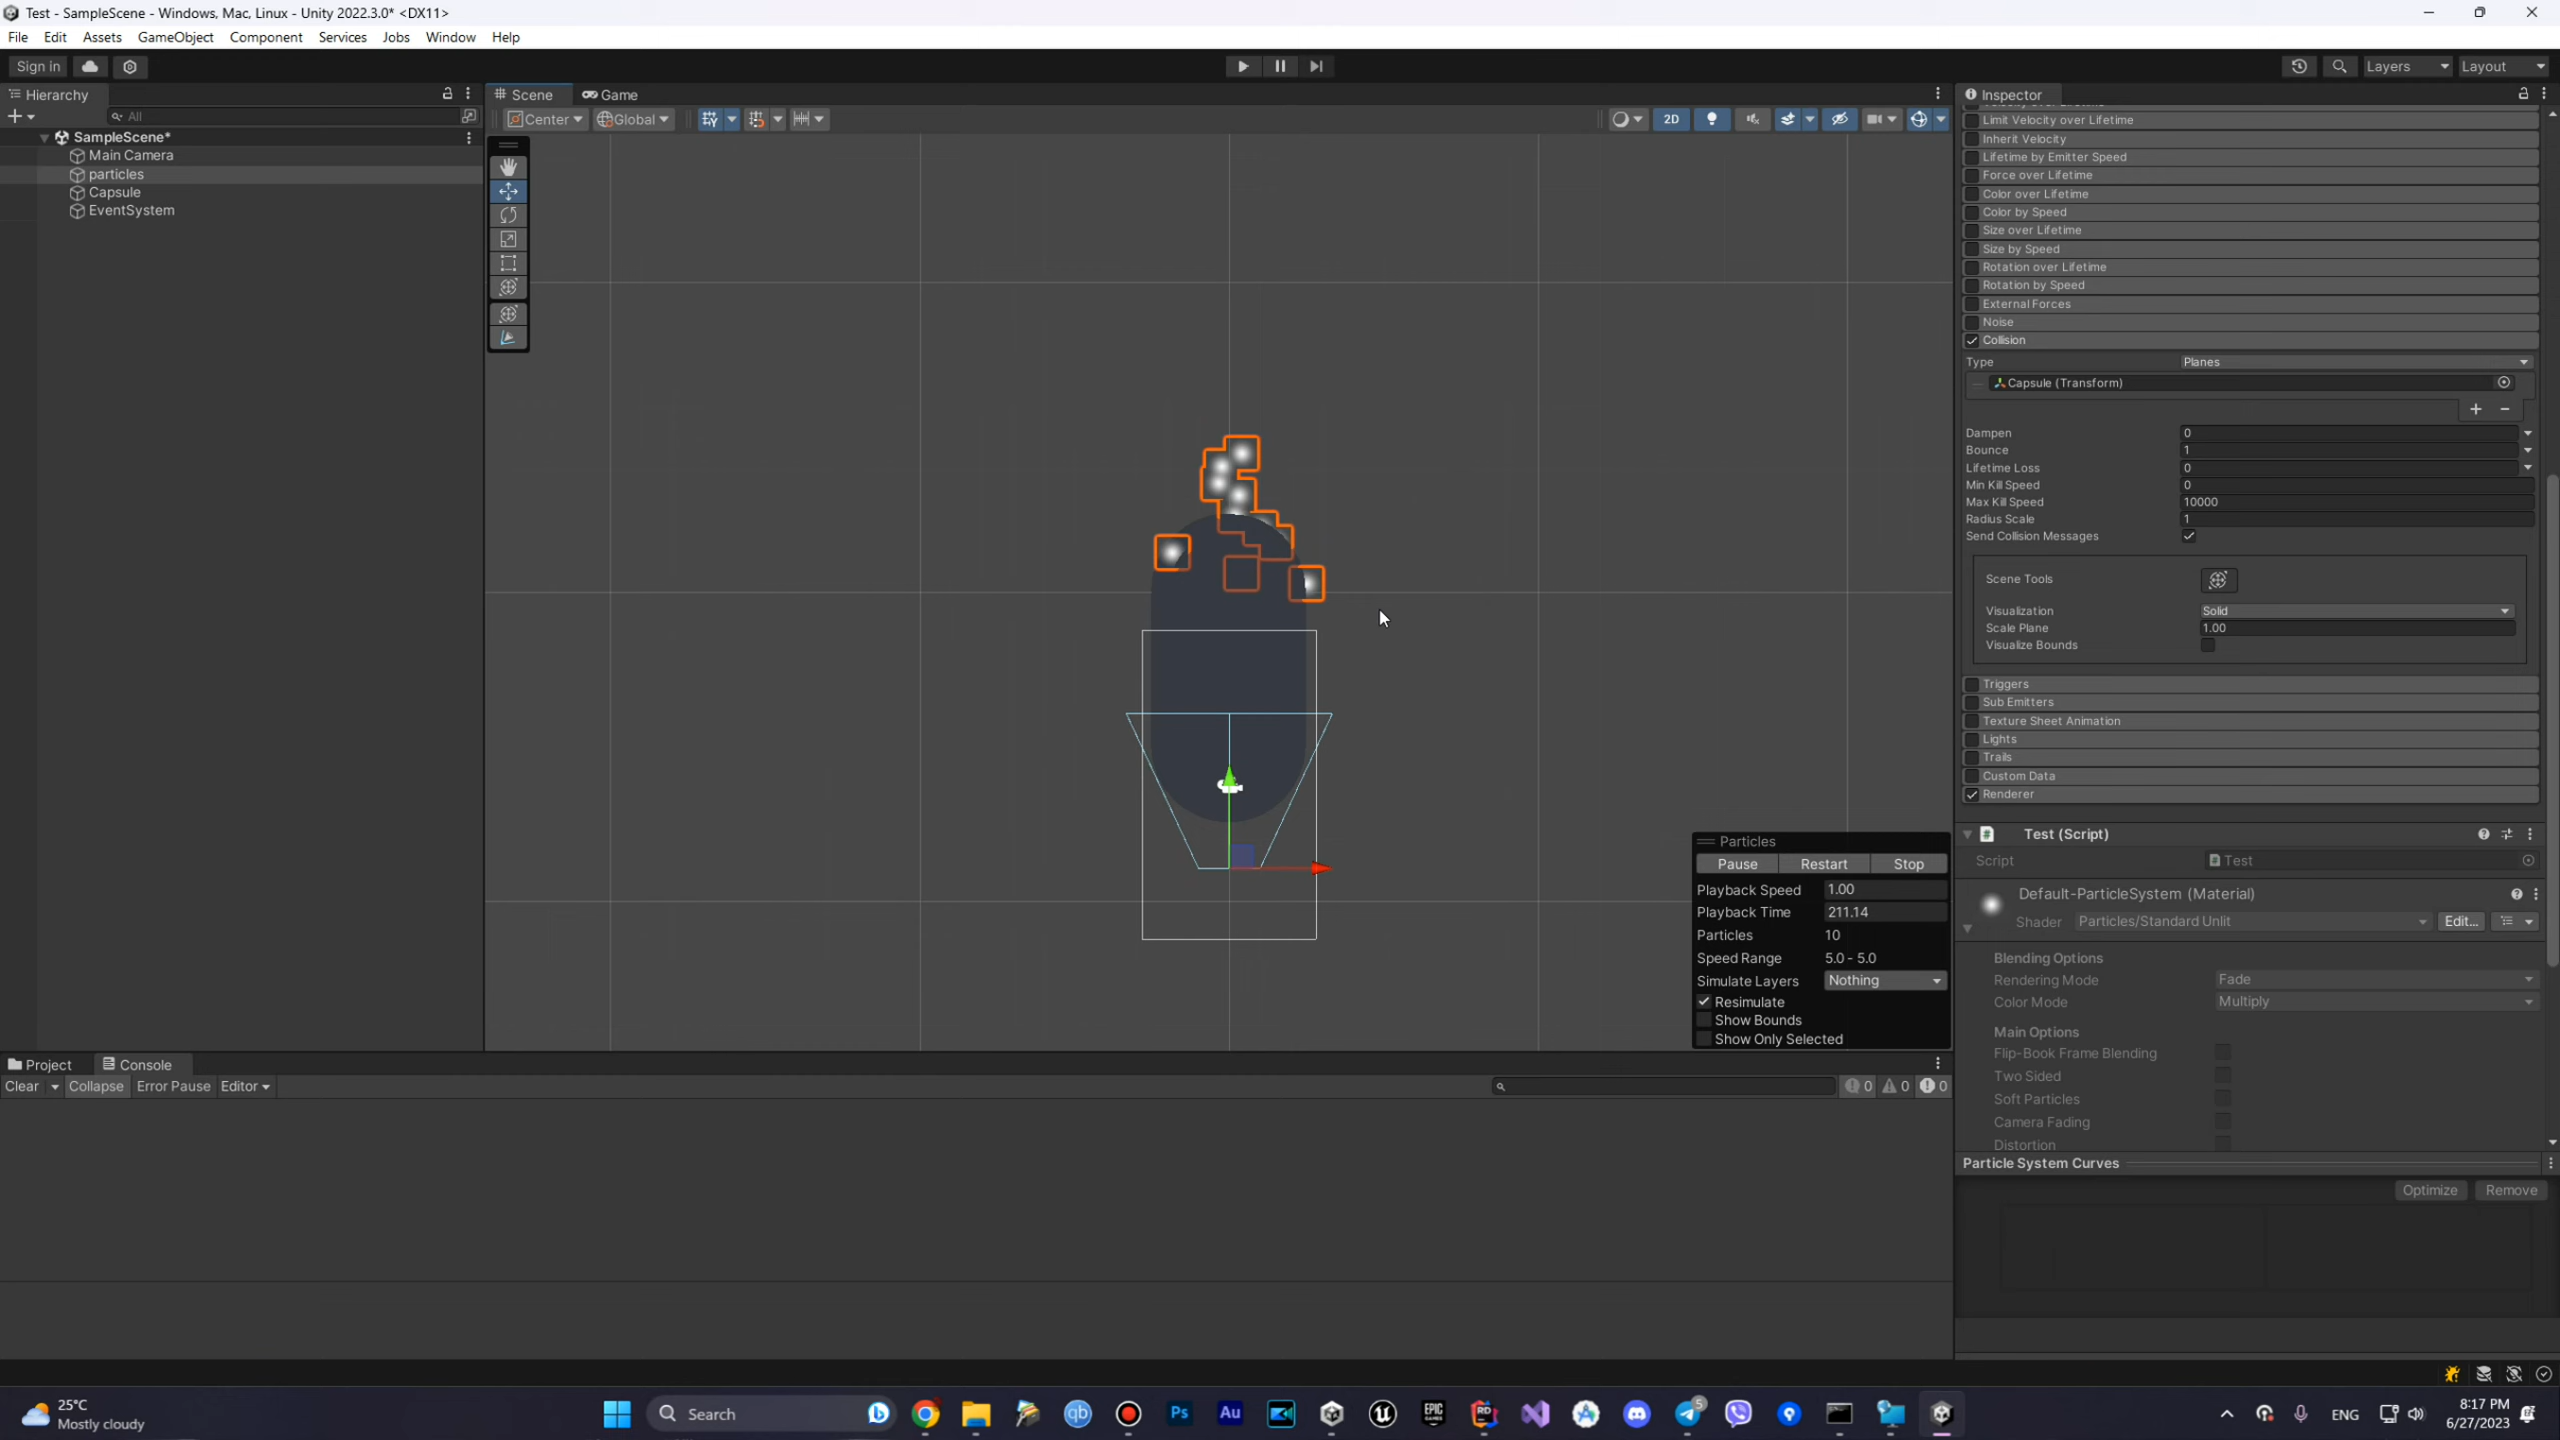 Test - SampleScene - Windows, Mac, Linux - Unity 2022.3.0* <DX11>
File Edit Assets GameObject Component Services Jobs Window Help
Sign in
Layers Layout
Hierarchy
All
SampleScene*
Main Camera
particles
Capsule
EventSystem
Scene Game
Center Global
2D
Inspector
Limit Velocity over Lifetime
Inherit Velocity
Lifetime by Emitter Speed
Force over Lifetime
Color over Lifetime
Color by Speed
Size over Lifetime
Size by Speed
Rotation over Lifetime
Rotation by Speed
External Forces
Noise
Collision
Type Planes
Capsule (Transform)
Dampen 0
Bounce 1
Lifetime Loss 0
Min Kill Speed 0
Max Kill Speed 10000
Radius Scale 1
Send Collision Messages
Scene Tools
Visualization Solid
Scale Plane 1.00
Visualize Bounds
Triggers
Sub Emitters
Texture Sheet Animation
Lights
Trails
Custom Data
Renderer
# Test (Script)
Script Test
Default-ParticleSystem (Material)
Shader Particles/Standard Unlit Edit...
Blending Options
Rendering Mode Fade
Color Mode Multiply
Main Options
Flip-Book Frame Blending
Two Sided
Soft Particles
Camera Fading
Distortion
Particle System Curves
Optimize Remove
Particles
Pause Restart Stop
Playback Speed 1.00
Playback Time 211.14
Particles 10
Speed Range 5.0 - 5.0
Simulate Layers Nothing
Resimulate
Show Bounds
Show Only Selected
Project Console
Clear Collapse Error Pause Editor
0 0 0
25°C
Mostly cloudy
Search
qb
Ps
Au
EPIC GAMES
RD
5
ENG
8:17 PM
6/27/2023